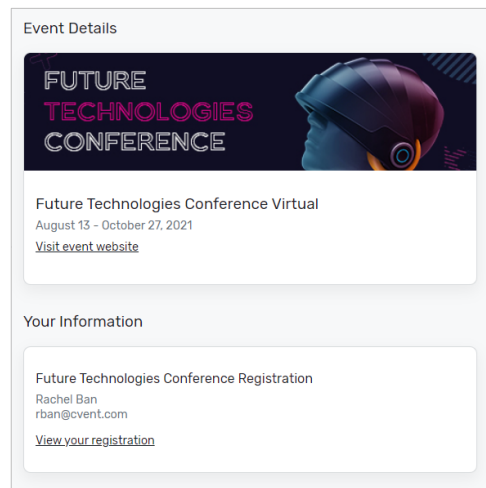 Event Details
FUTURE
TECHNOLOGIES
CONFERENCE
Future Technologies Conference Virtual
August 13 - October 27, 2021
Visit event website
Your Information
Future Technologies Conference Registration
Rachel Ban
rban@cvent.com
View your registration